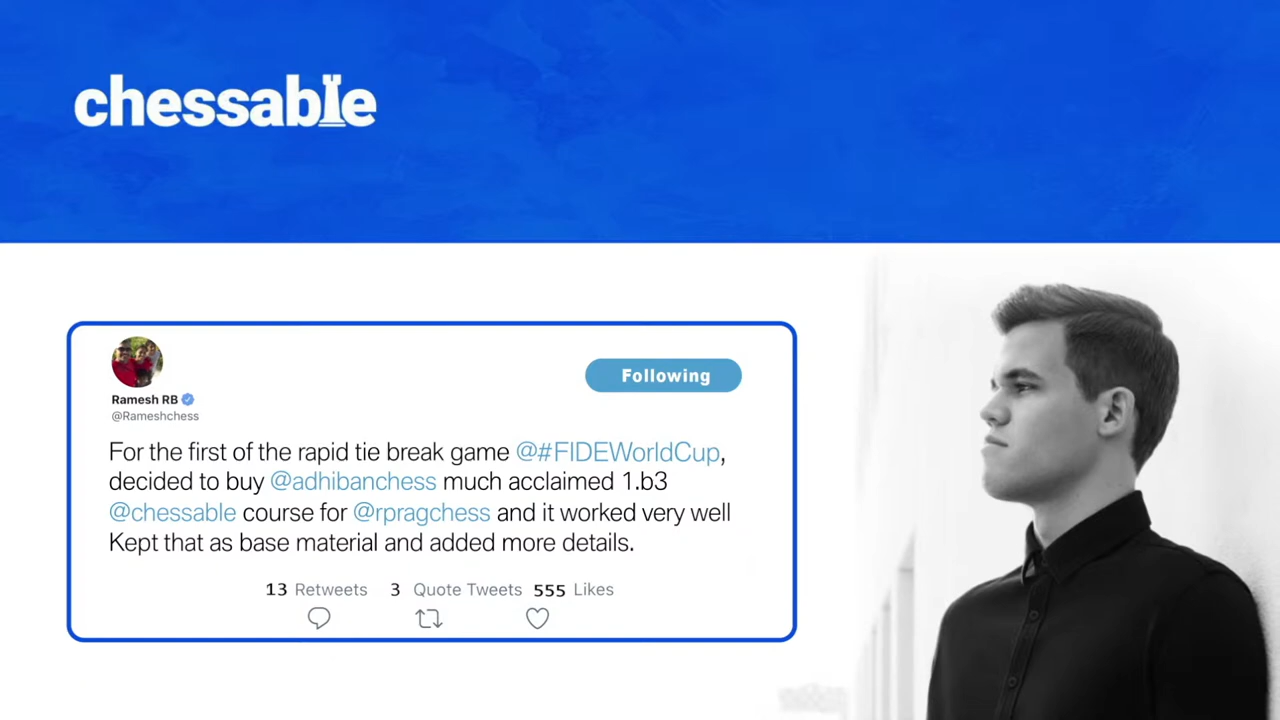 chessable
Following
Ramesh RB
@Rameshchess
For the first of the rapid tie break game @#FIDEWorldCup,
decided to buy @adhibanchess much acclaimed 1.b3
@chessable course for @rpragchess and it worked very well
Kept that as base material and added more details.
13 Retweets 3 Quote Tweets 555 Likes